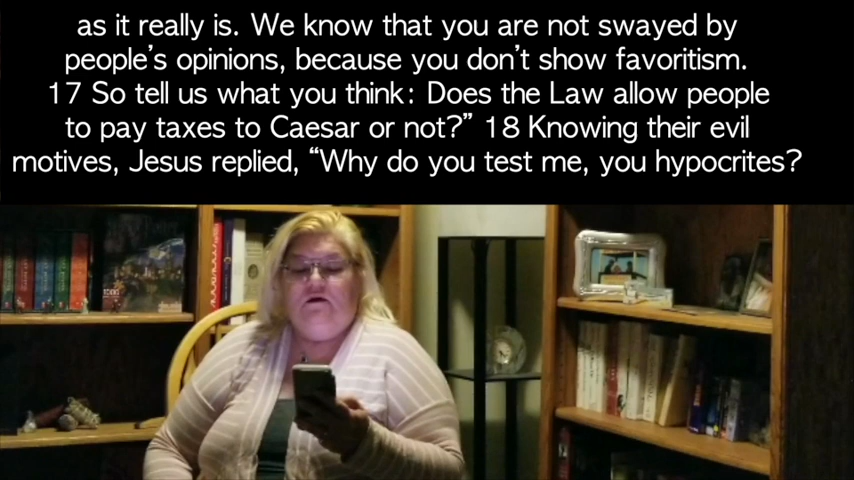 as it really is. We know that you are not swayed by
people’s opinions, because you don’t show favoritism.
17 So tell us what you think: Does the Law allow people
to pay taxes to Caesar or not?” 18 Knowing their evil
motives, Jesus replied, “Why do you test me, you hypocrites?